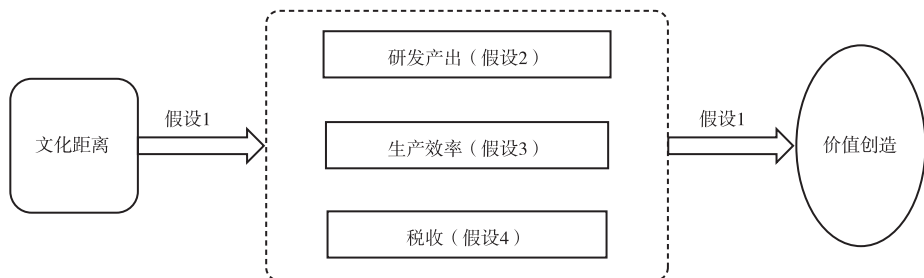 研发产出（假设2）
文化距离
假设1
生产效率（假设3）
假设1
价值创造
税收（假设4）